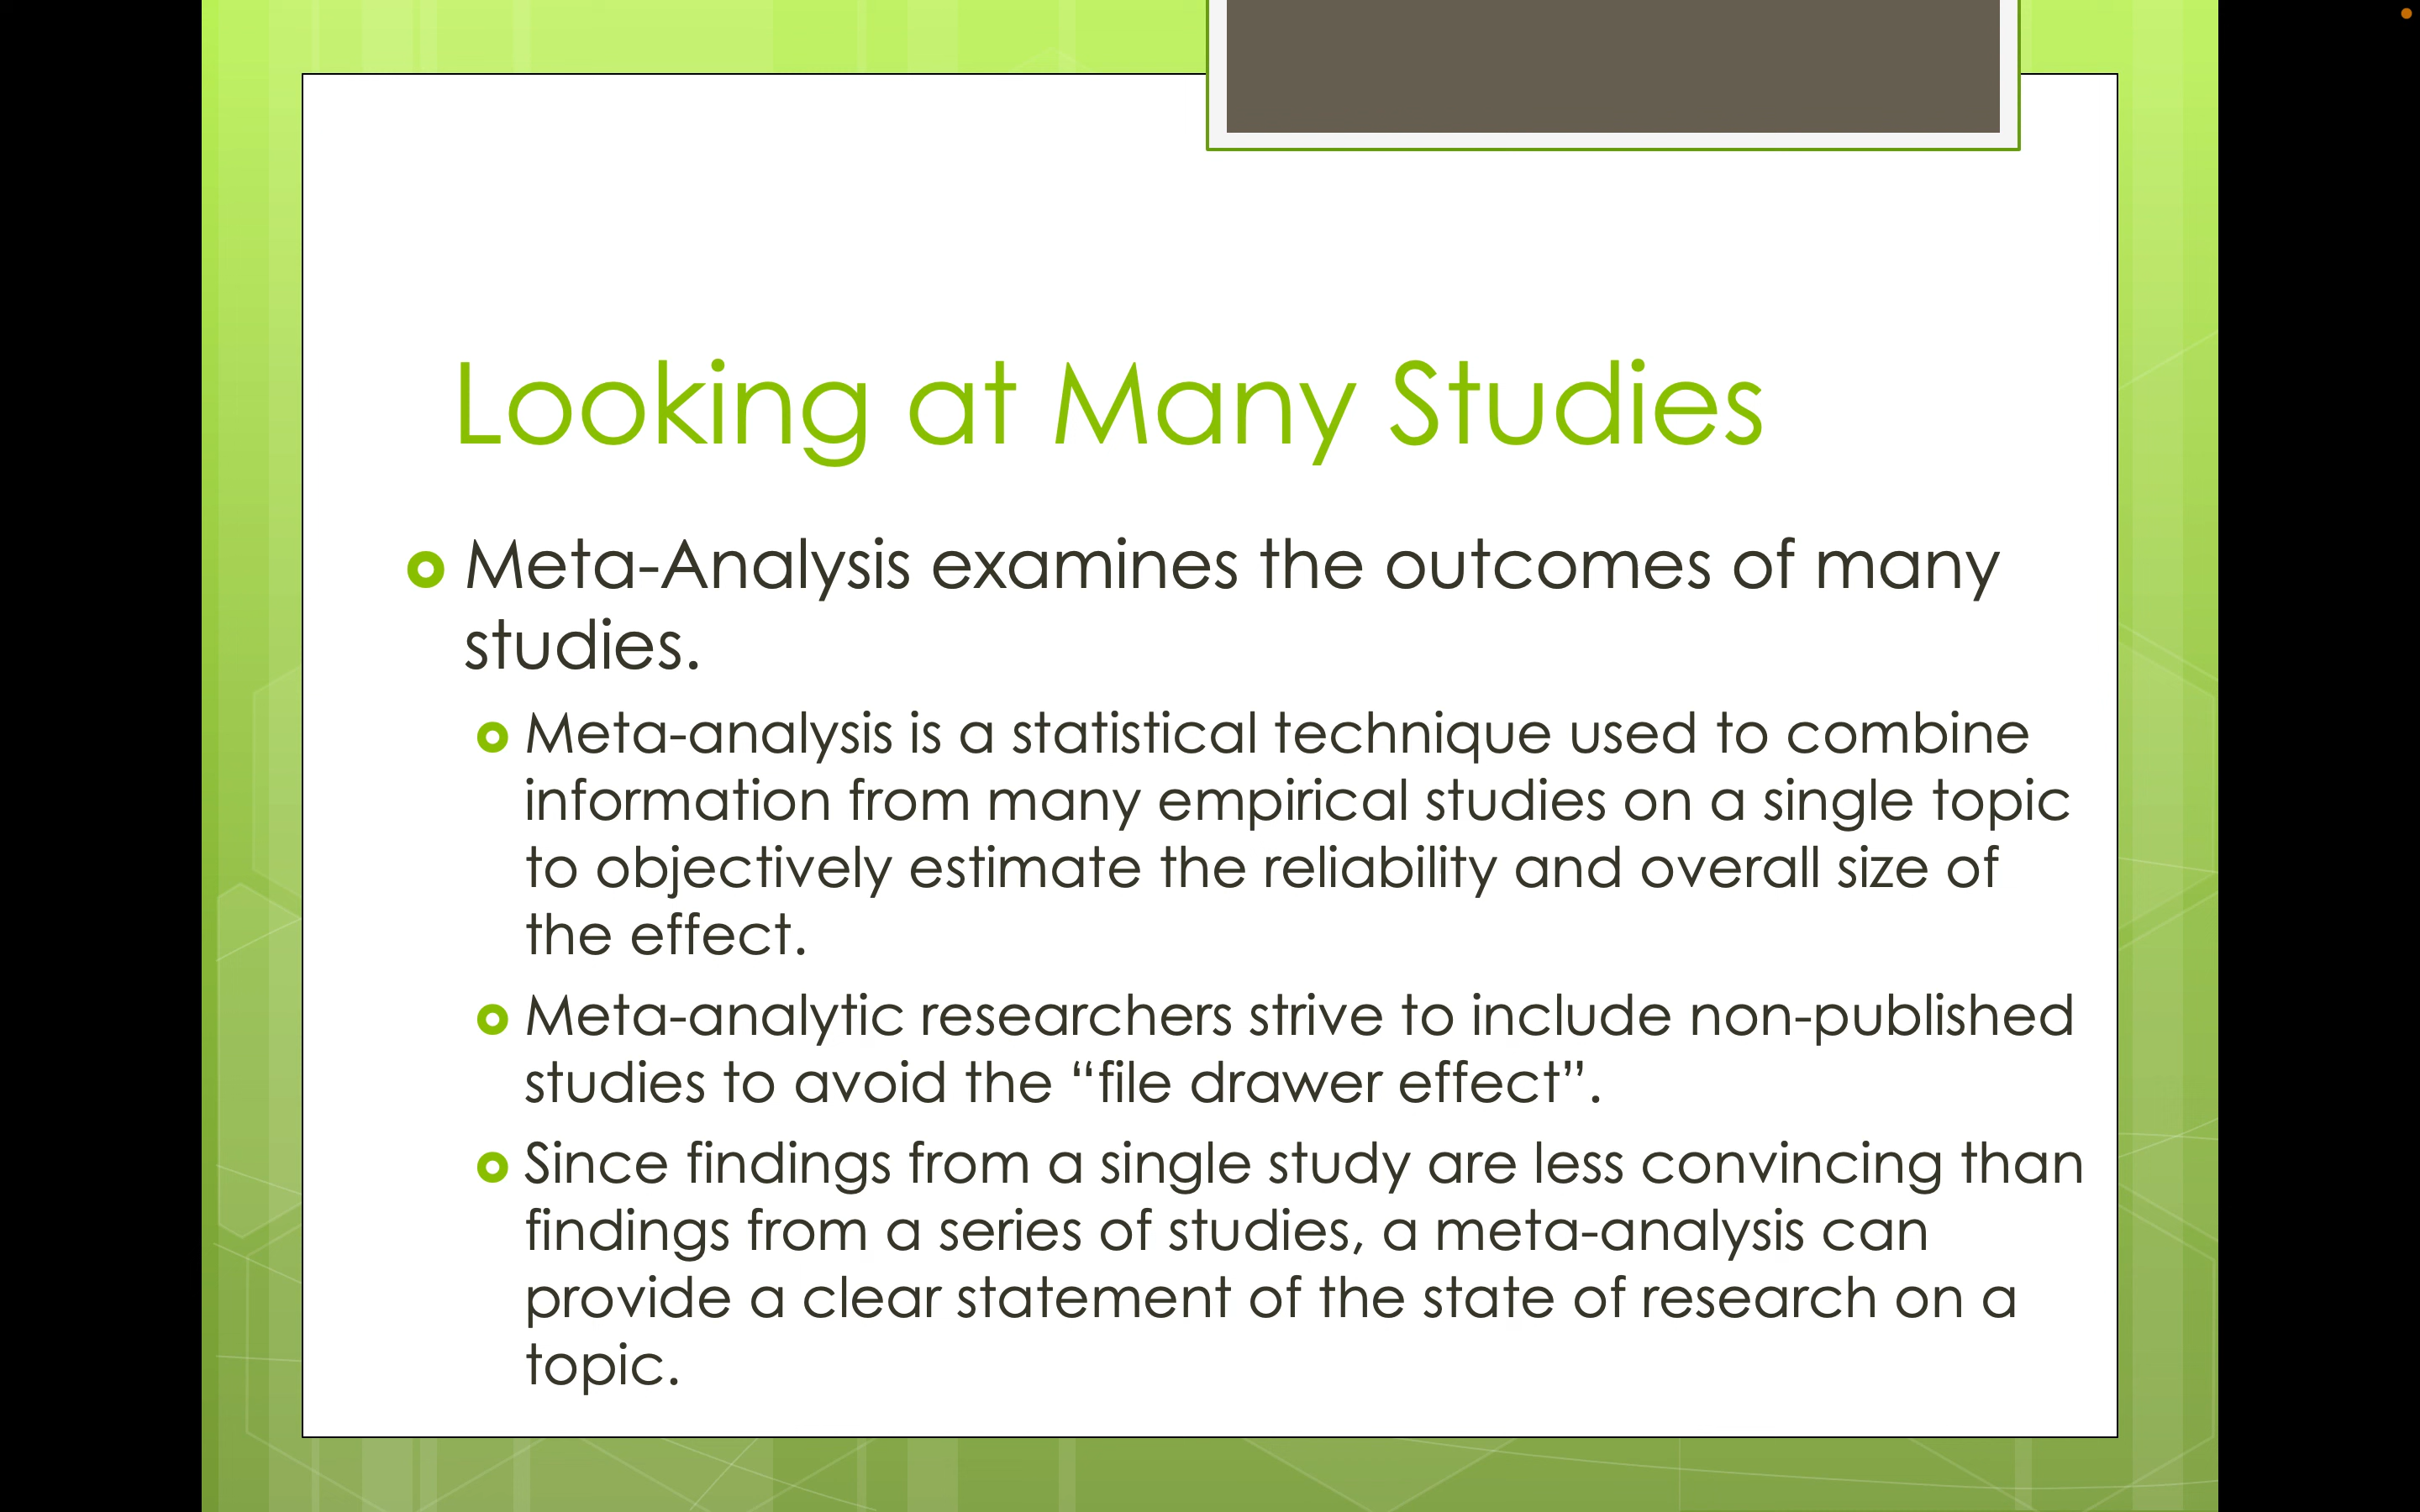 Looking at Many Studies
Meta-Analysis examines the outcomes of many
studies.
Meta-analysis is a statistical technique used to combine
information from many empirical studies on a single topic
to objectively estimate the reliability and overall size of
the effect.
Meta-analytic researchers strive to include non-published
studies to avoid the “file drawer effect”.
Since findings from a single study are less convincing than
findings from a series of studies, a meta-analysis can
provide a clear statement of the state of research on a
topic.